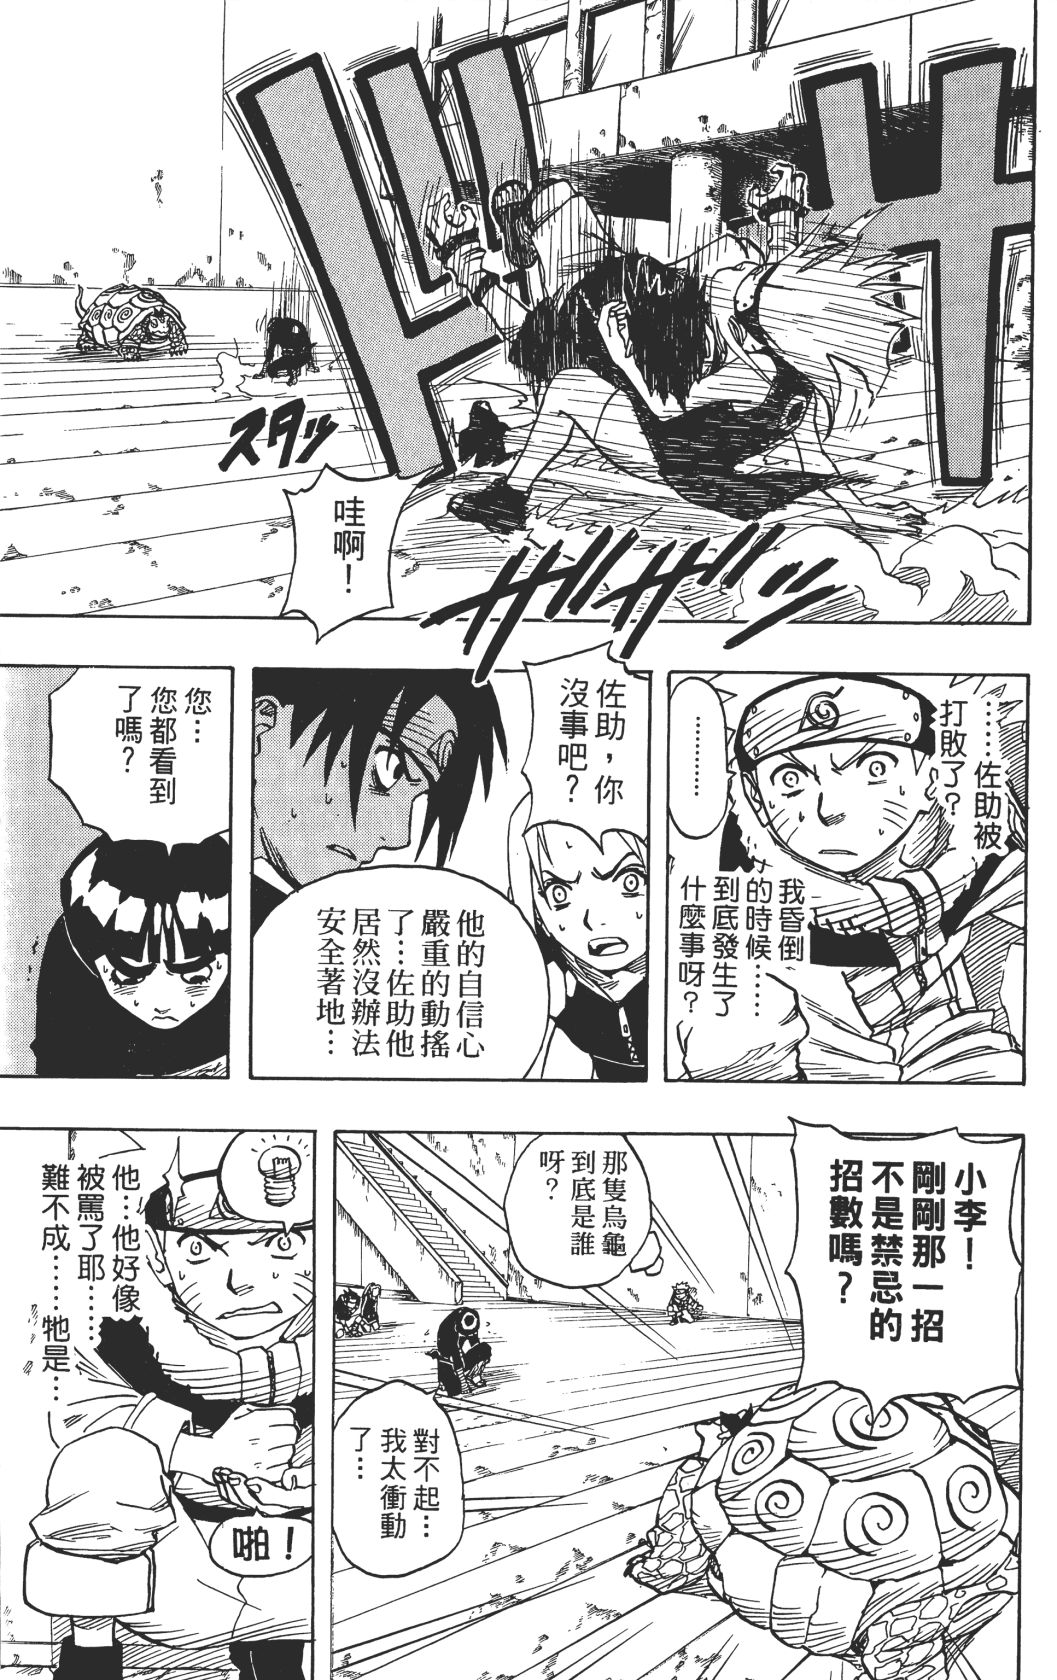 ドサ
スタッ
ザザザッ
哇啊！
……佐助被
打敗了？
我昏倒
的時候……
到底發生了
什麼事呀？
…………
佐助，你
沒事吧？
他的自信心
嚴重的動搖
了…佐助他
居然沒辦法
安全著地…
您…
您都看到
了嗎？
小李！
剛剛那一招
不是禁忌的
招數嗎？
那隻烏龜
到底是誰
呀？
對不起…
我太衝動
了…
他…他好像
被罵了耶……
難不成……牠是…
啪！